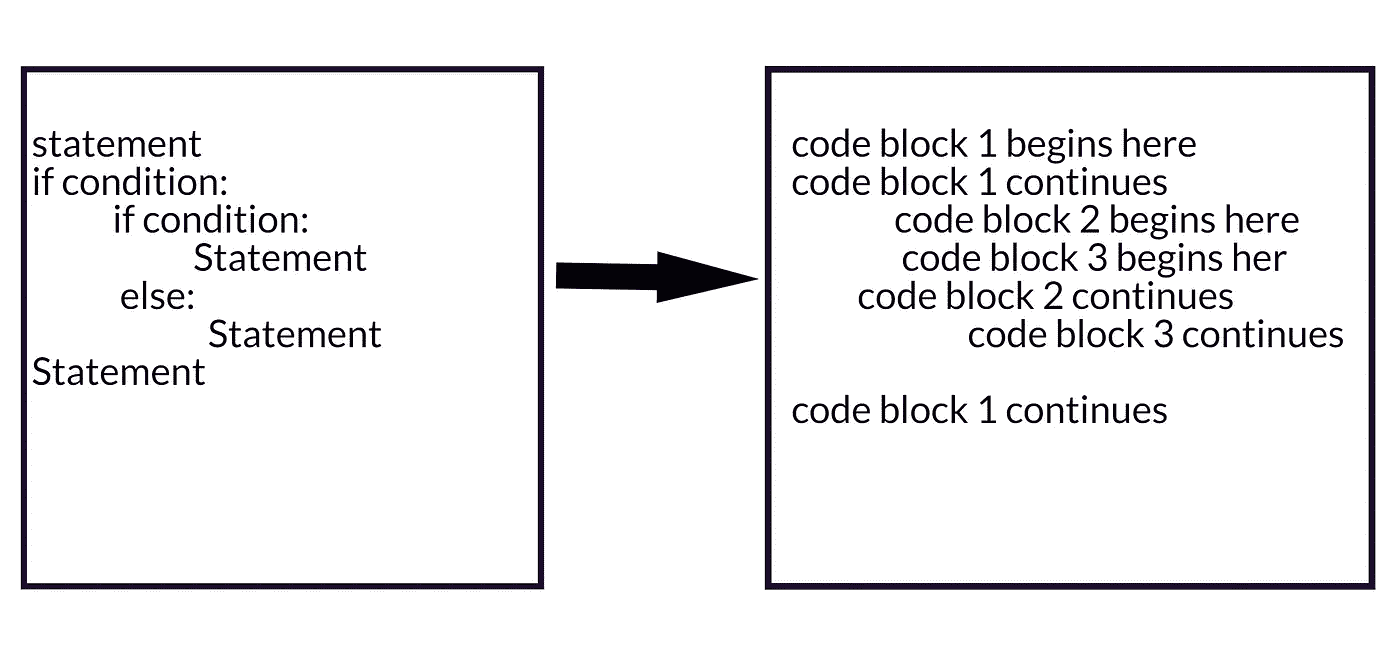 statement
if condition:
if condition:
Statement
else:
Statement
Statement
code block 1 begins here
code block 1 continues
code block 2 begins here
code block 3 begins her
code block 2 continues
code block 3 continues
code block 1 continues